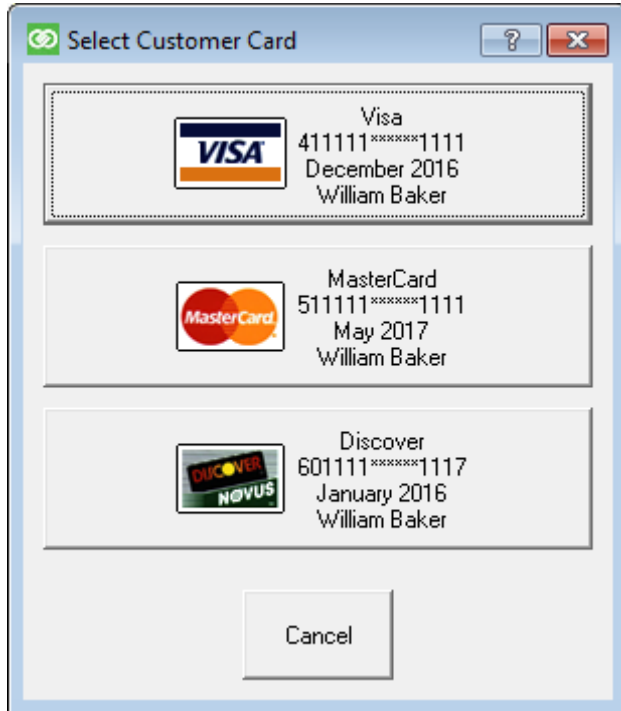 Select Customer Card
?
VISA
Visa
411111******1111
December 2016
William Baker
MasterCard
MasterCard
511111******1111
May 2017
William Baker
DISCOVER
NOVUS
Discover
601111******1117
January 2016
William Baker
Cancel